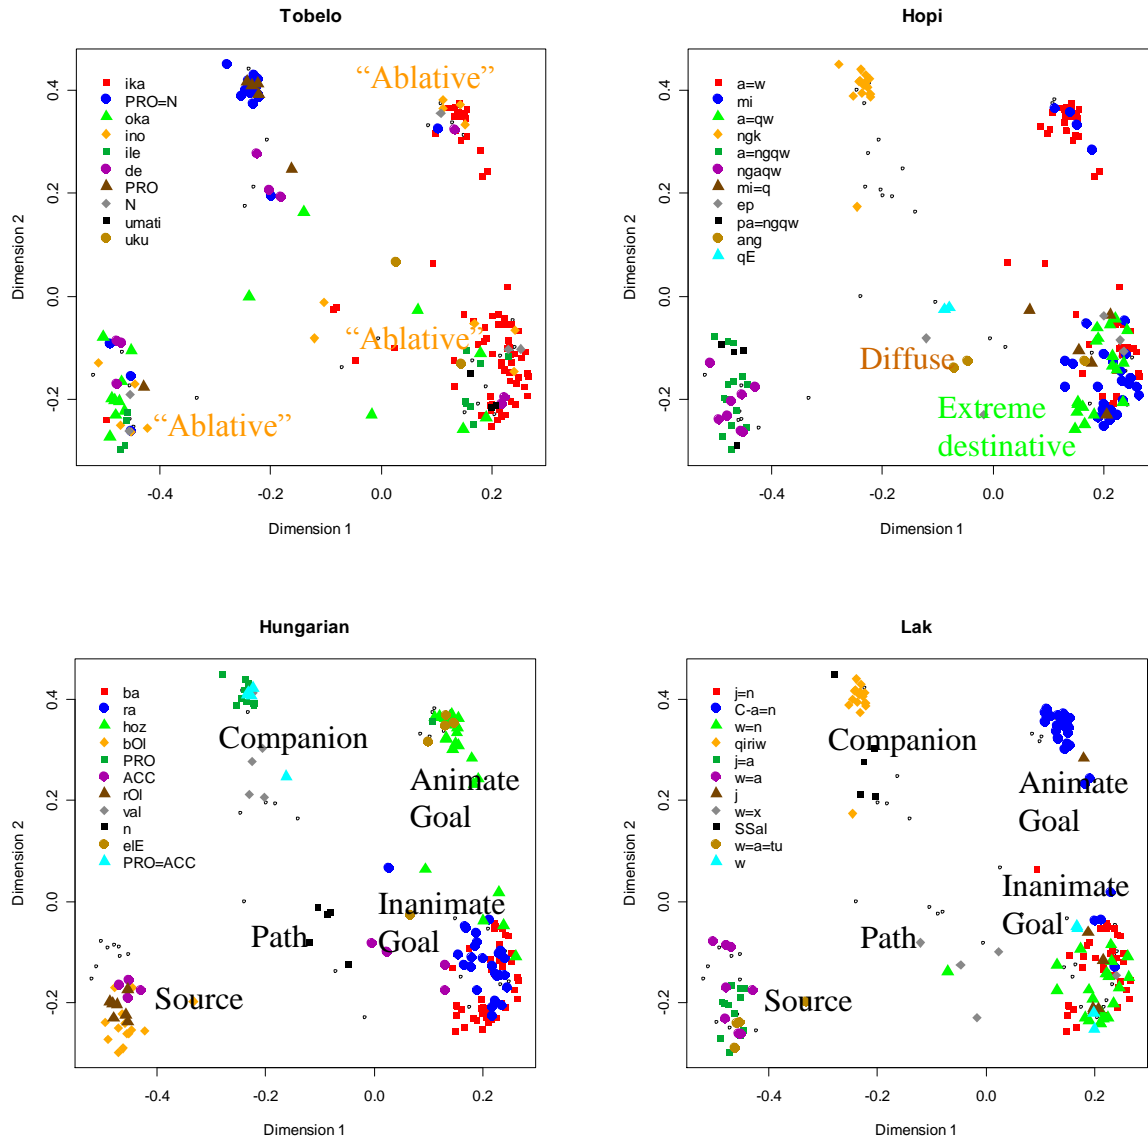 Tobelo
Dimension 2
0.4
0.2
0.0
-0.2
ika
PRO=N
oka
ino
ile
de
PRO
N
umati
uku
“Ablative”
“Ablative”
“Ablative”
-0.4
-0.2
0.0
0.2
Dimension 1
Hopi
Dimension 2
0.4
0.2
0.0
-0.2
a=w
mi
a=qw
ngk
a=ngqw
ngaqw
mi=q
ep
pa=ngqw
ang
qE
Diffuse
Extreme
destinative
-0.4
-0.2
0.0
0.2
Dimension 1
Hungarian
Dimension 2
0.4
0.2
0.0
-0.2
ba
ra
hoz
bOl
PRO
ACC
rOl
val
n
elE
PRO=ACC
Companion
Animate
Goal
Inanimate
Goal
Path
Source
-0.4
-0.2
0.0
0.2
Dimension 1
Lak
Dimension 2
0.4
0.2
0.0
-0.2
j=n
C-a=n
w=n
qiriw
j=a
w=a
j
w=x
SSal
w=a=tu
w
Companion
Animate
Goal
Inanimate
Goal
Path
Source
-0.4
-0.2
0.0
0.2
Dimension 1